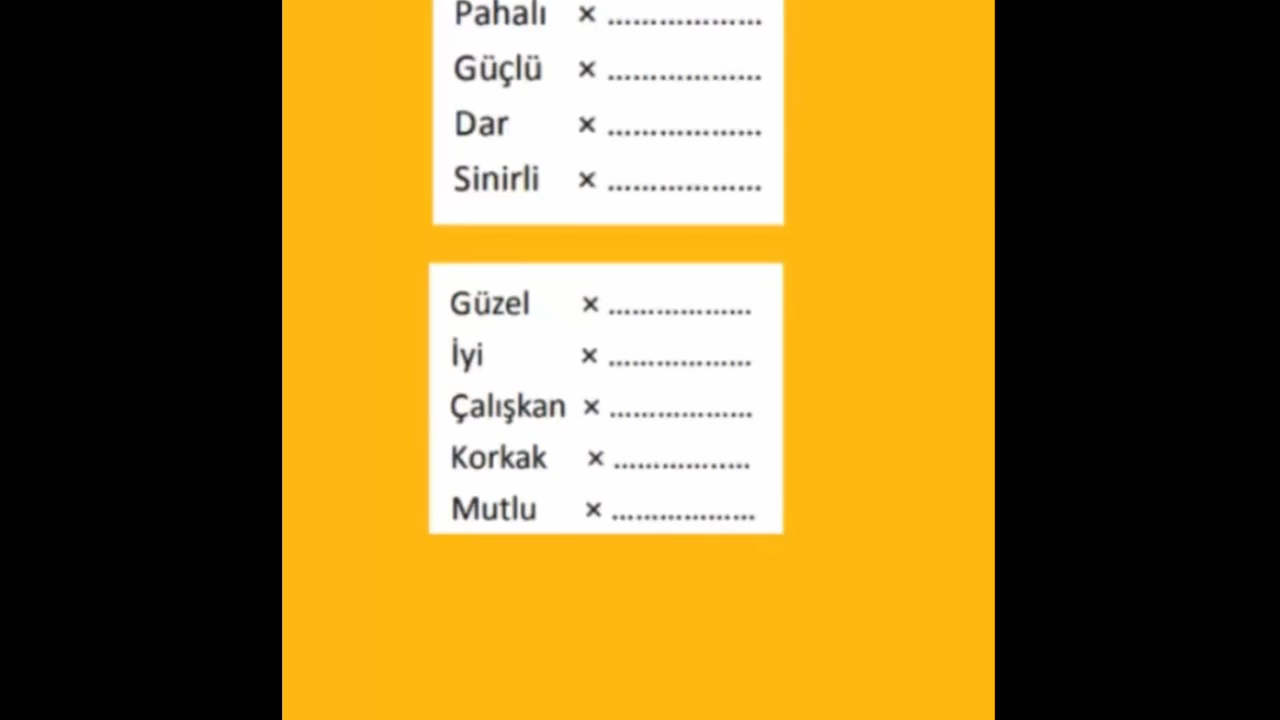 Pahalı × ....................
Güçlü × ....................
Dar × ....................
Sinirli × ....................
Güzel × ....................
İyi × ....................
Çalışkan × ....................
Korkak × ....................
Mutlu × ....................